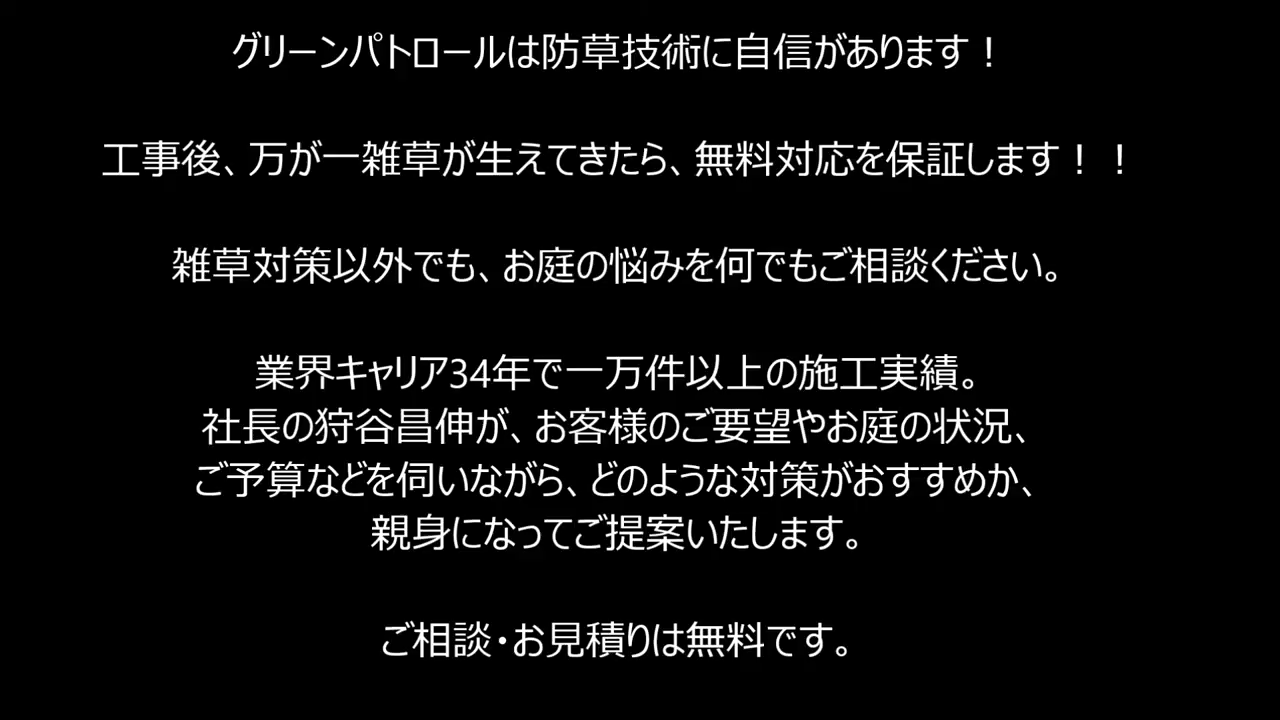 グリーンパトロールは防草技術に自信があります！
工事後、万が一雑草が生えてきたら、無料対応を保証します！！
雑草対策以外でも、お庭の悩みを何でもご相談ください。
業界キャリア34年で一万件以上の施工実績。
社長の狩谷昌伸が、お客様のご要望やお庭の状況、
ご予算などを伺いながら、どのような対策がおすすめか、
親身になってご提案いたします。
ご相談・お見積りは無料です。